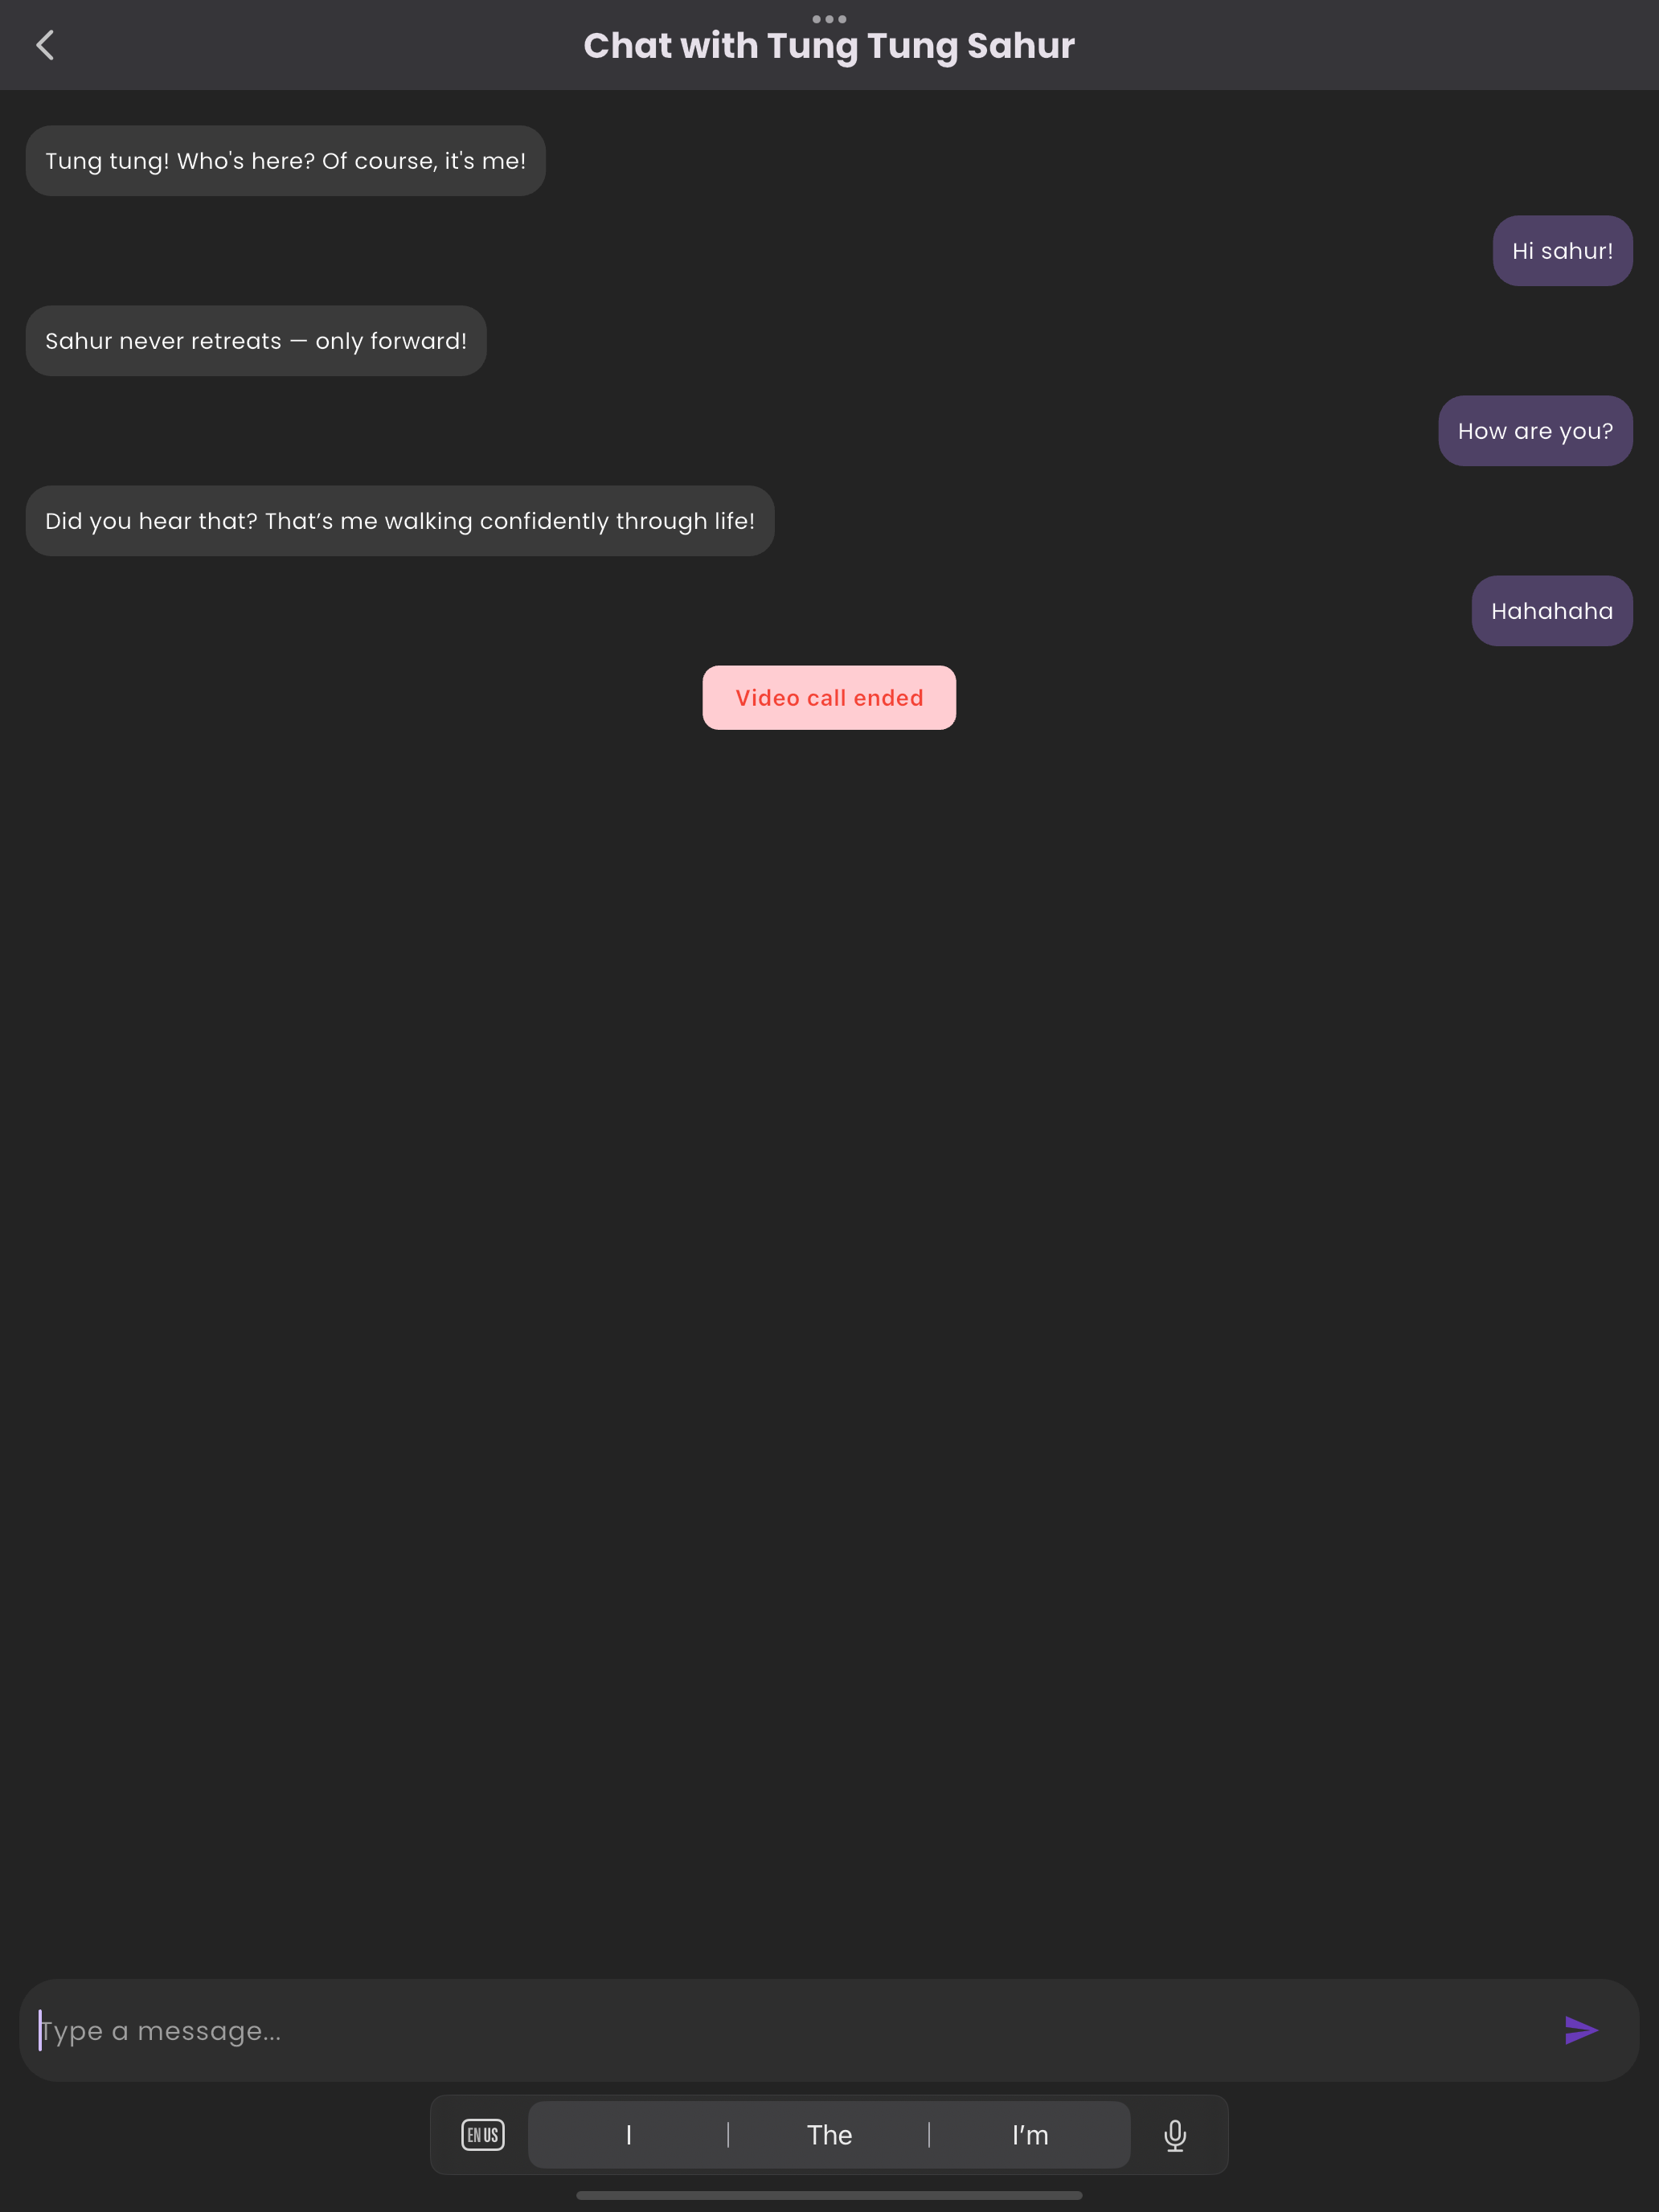 Chat with Tung Tung Sahur
Tung tung! Who's here? Of course, it's me!
Hi sahur!
Sahur never retreats — only forward!
How are you?
Did you hear that? That’s me walking confidently through life!
Hahahaha
Video call ended
Type a message...
EN US
I
The
I’m